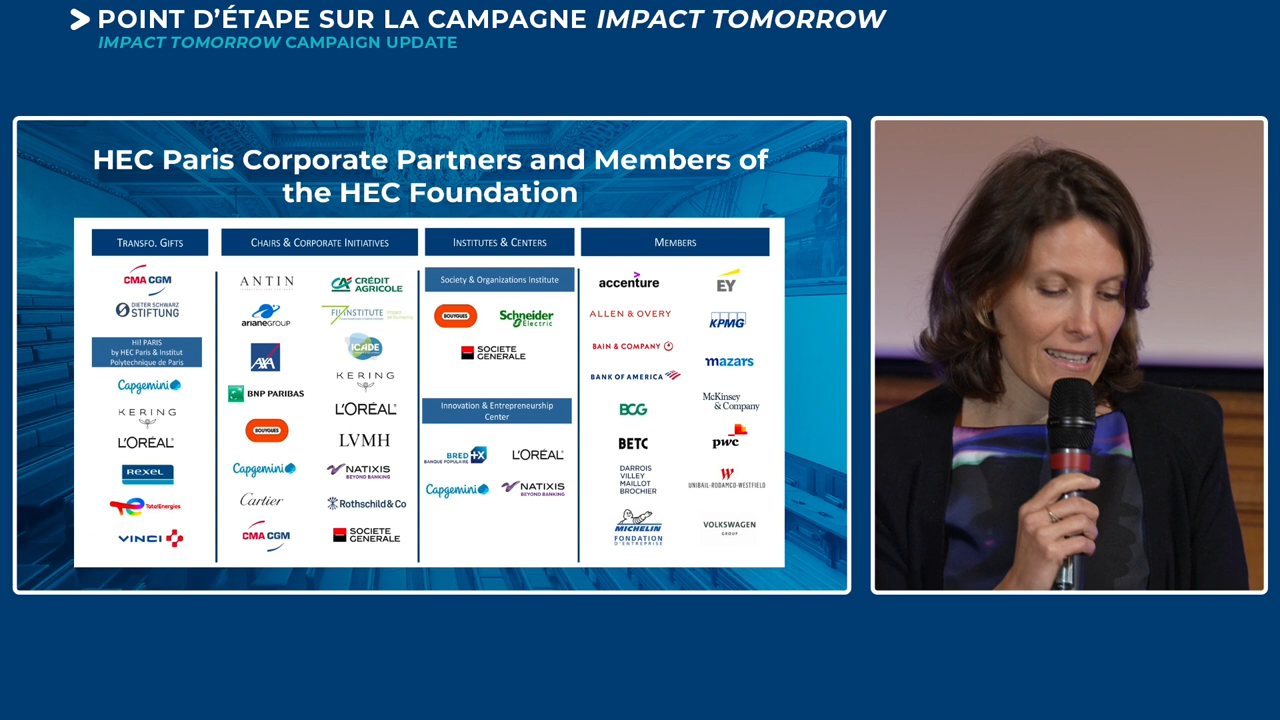 POINT D'ÉTAPE SUR LA CAMPAGNE IMPACT TOMORROW
IMPACT TOMORROW CAMPAIGN UPDATE
HEC Paris Corporate Partners and Members of
the HEC Foundation
TRANSFO. GIFTS
CMA CGM
DIETER SCHWARZ
STIFTUNG
Hi! PARIS
by HEC Paris & Institut
Polytechnique de Paris
Capgemini
KERING
L'ORÉAL
REXEL
TotalEnergies
VINCI
CHAIRS & CORPORATE INITIATIVES
ANTIN
CRÉDIT
AGRICOLE
arianeGROUP
FII INSTITUTE
AXA
ICADE
BNP PARIBAS
KERING
L'ORÉAL
BOUYGUES
LVMH
Capgemini
NATIXIS
BEYOND BANKING
Cartier
Rothschild & Co
CMA CGM
SOCIETE
GENERALE
INSTITUTES & CENTERS
Society & Organizations Institute
BOUYGUES
Schneider
Electric
SOCIETE
GENERALE
Innovation & Entrepreneurship
Center
BRED
BANQUE POPULAIRE
+X
L'ORÉAL
Capgemini
NATIXIS
BEYOND BANKING
MEMBERS
accenture
EY
ALLEN & OVERY
KPMG
BAIN & COMPANY
mazars
BANK OF AMERICA
BCG
McKinsey
& Company
BETC
pwc
DARROIS
VILLEY
MAILLOT
BROCHIER
UNIBAIL-RODAMCO-WESTFIELD
MICHELIN
FONDATION
D'ENTREPRISE
VOLKSWAGEN
GROUP